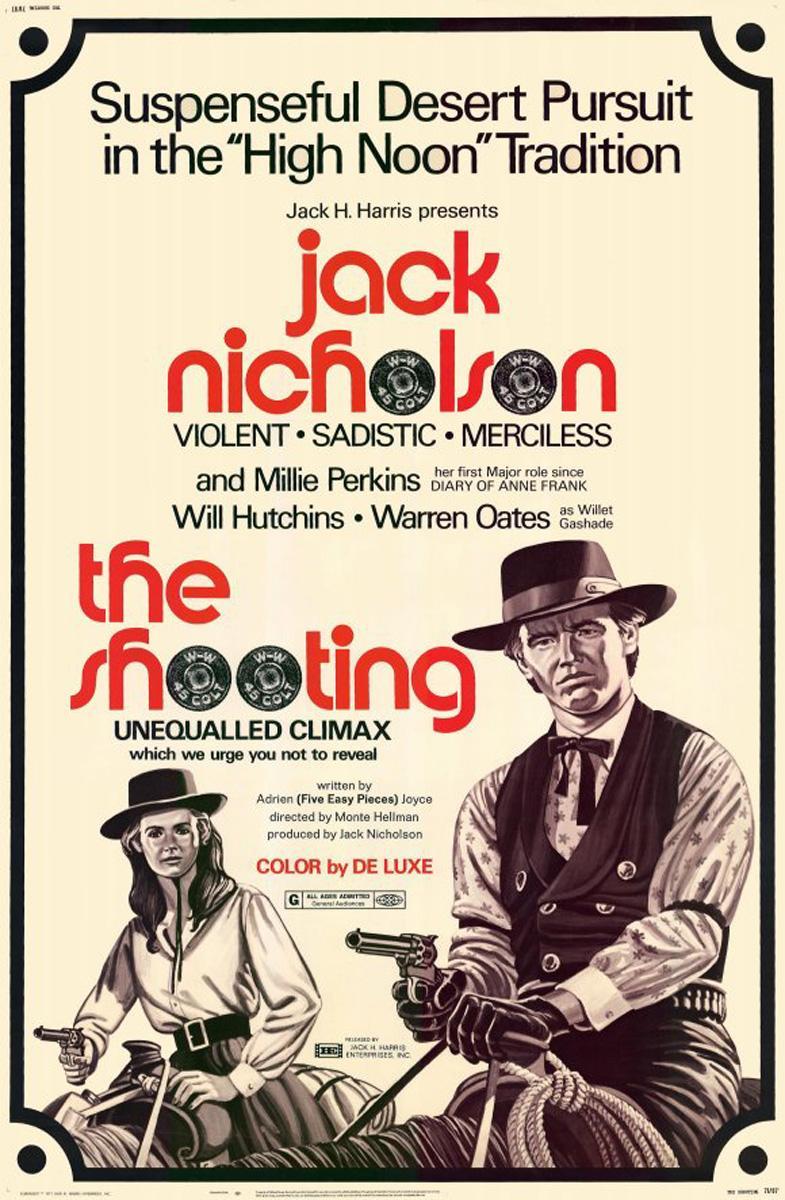 Suspenseful Desert Pursuit
in the "High Noon" Tradition
Jack H. Harris presents
jack
nicholson
W-W 45 COLT W-W 45 COLT
VIOLENT • SADISTIC • MERCILESS
and Millie Perkins her first Major role since
DIARY OF ANNE FRANK
Will Hutchins • Warren Oates as Willet
Gashade
the
shooting
W-W 45 COLT W-W 45 COLT
UNEQUALLED CLIMAX
which we urge you not to reveal
written by
Adrien (Five Easy Pieces) Joyce
directed by Monte Hellman
produced by Jack Nicholson
COLOR by DE LUXE
G ALL AGES ADMITTED
General Audiences
RELEASED BY
JACK H. HARRIS
ENTERPRISES, INC.
THE SHOOTING 71/97